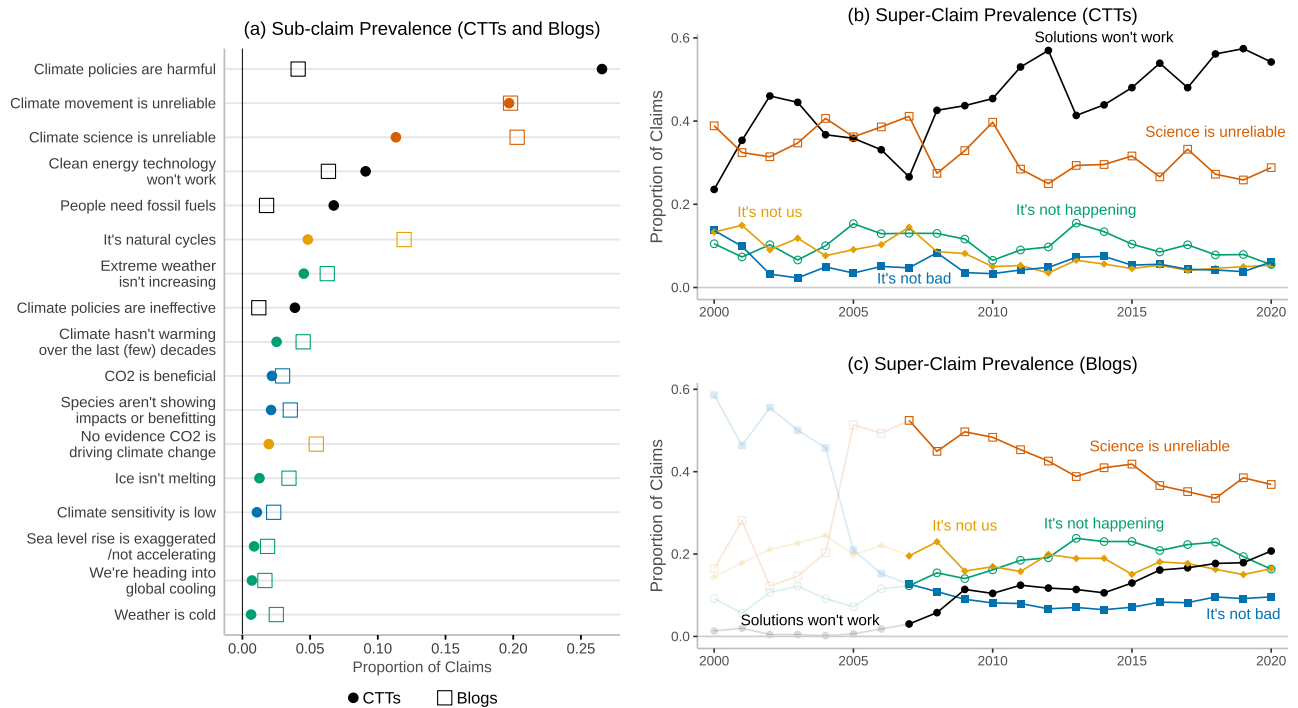 (a) Sub-claim Prevalence (CTTs and Blogs)
Climate policies are harmful
Climate movement is unreliable
Climate science is unreliable
Clean energy technology
won't work
People need fossil fuels
It's natural cycles
Extreme weather
isn't increasing
Climate policies are ineffective
Climate hasn't warming
over the last (few) decades
CO2 is beneficial
Species aren't showing
impacts or benefitting
No evidence CO2 is
driving climate change
Ice isn't melting
Climate sensitivity is low
Sea level rise is exaggerated
/not accelerating
We're heading into
global cooling
Weather is cold
0.00 0.05 0.10 0.15 0.20 0.25
Proportion of Claims
CTTs Blogs
(b) Super-Claim Prevalence (CTTs)
Proportion of Claims
0.6
0.4
0.2
0.0
Solutions won't work
Science is unreliable
It's not us
It's not happening
It's not bad
2000 2005 2010 2015 2020
(c) Super-Claim Prevalence (Blogs)
Proportion of Claims
0.6
0.4
0.2
0.0
Science is unreliable
It's not us
It's not happening
Solutions won't work
It's not bad
2000 2005 2010 2015 2020